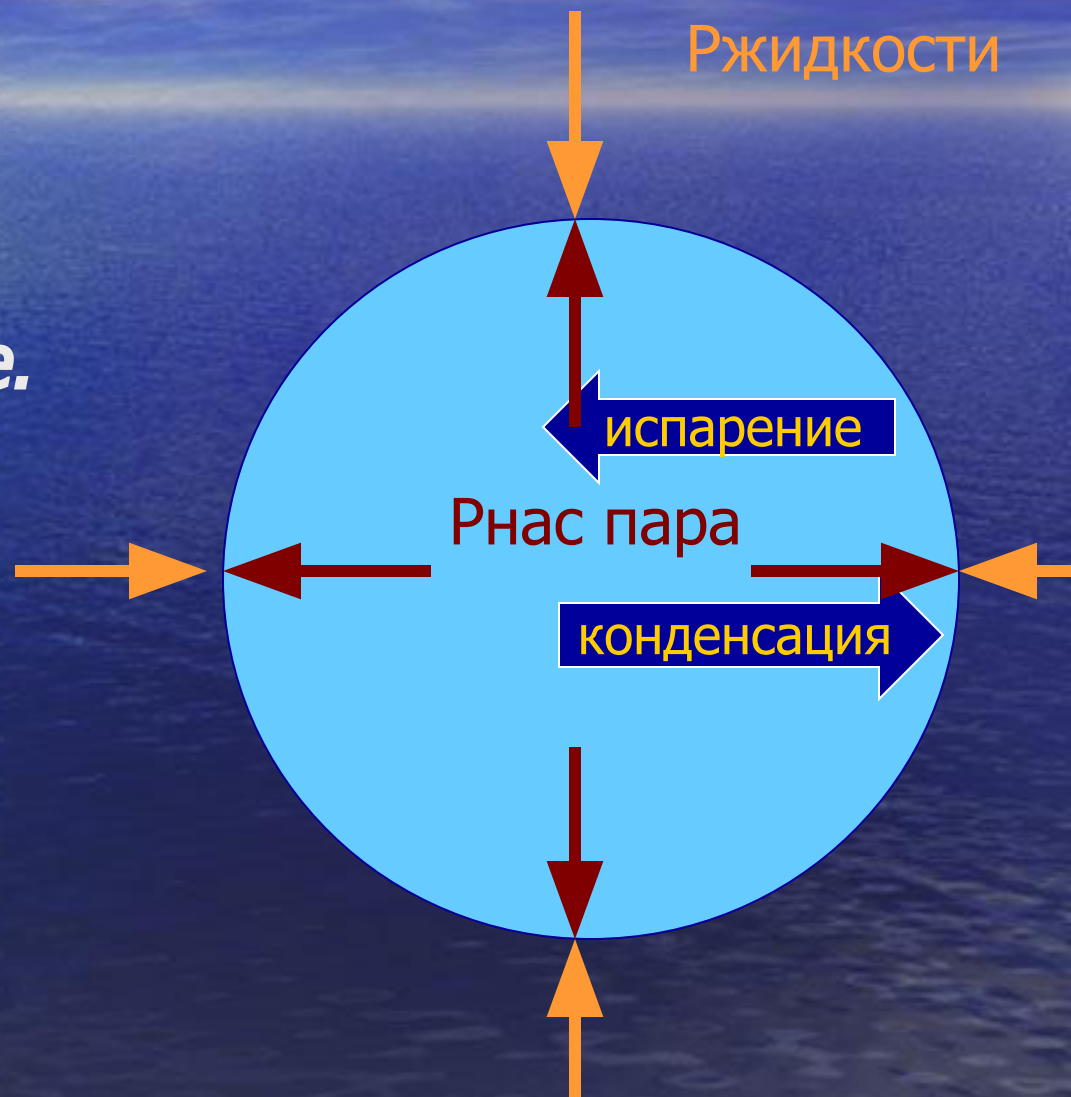 Ржидкости
е.
испарение
Рнас пара
конденсация